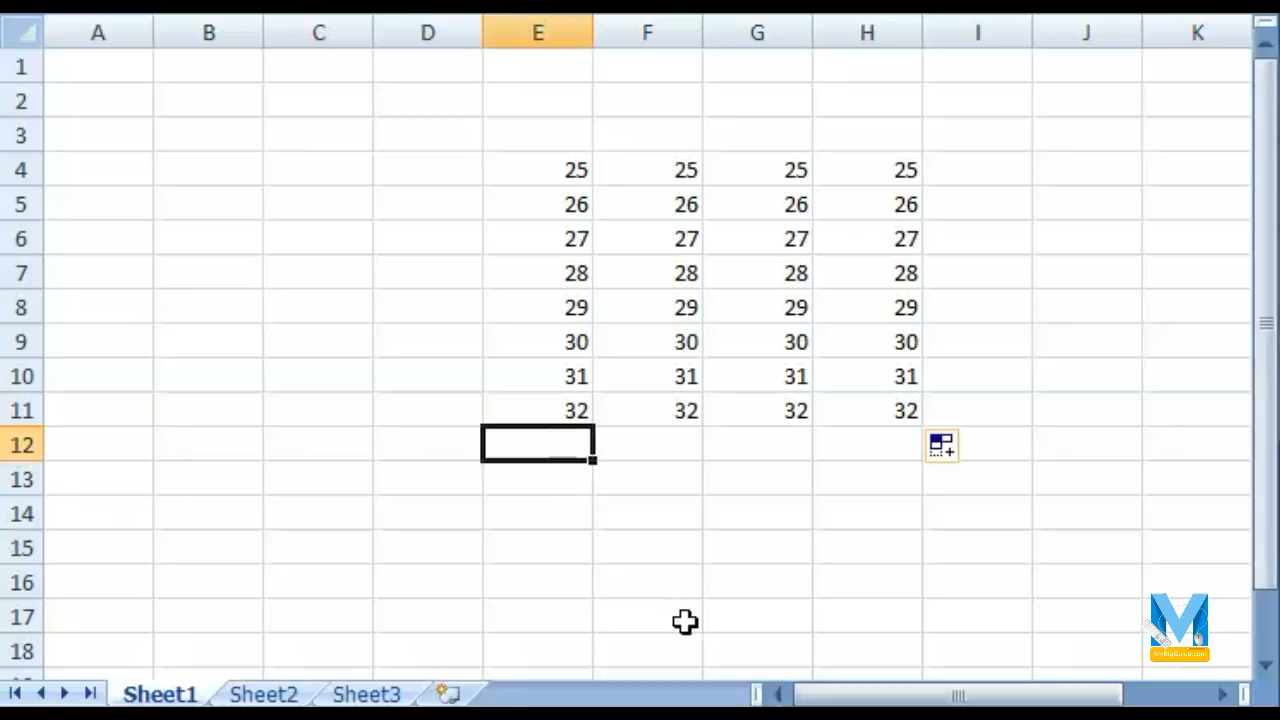 A B C D E F G H I J K
1
2
3
4 25 25 25 25
5 26 26 26 26
6 27 27 27 27
7 28 28 28 28
8 29 29 29 29
9 30 30 30 30
10 31 31 31 31
11 32 32 32 32
12
13
14
15
16
17
18
M
MyBigGuide.com
Sheet1 Sheet2 Sheet3